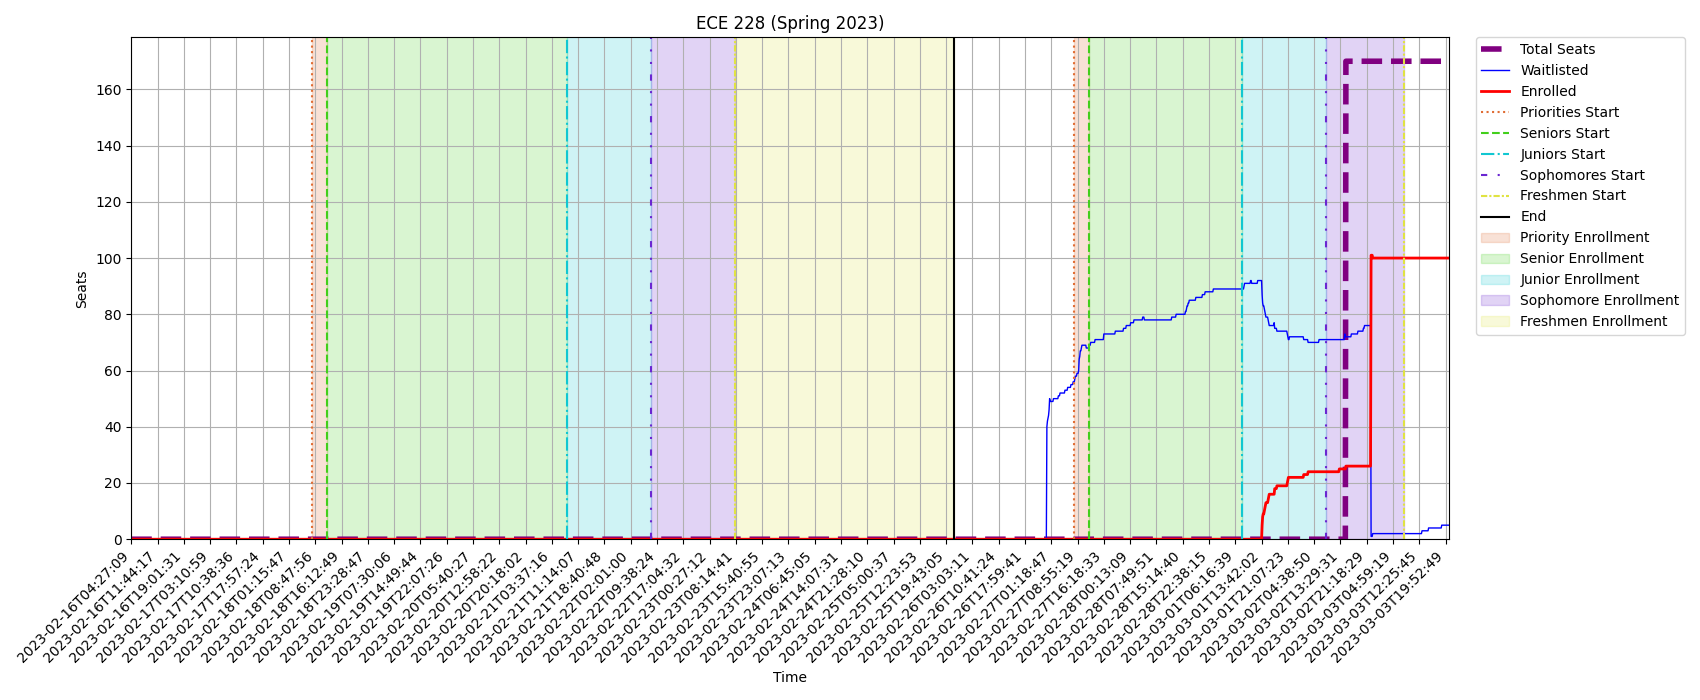 ECE 228 (Spring 2023)
Seats
160
140
120
100
80
60
40
20
0
2023-02-16T04:27:09
2023-02-16T11:44:17
2023-02-16T19:01:31
2023-02-17T03:10:59
2023-02-17T10:38:36
2023-02-17T17:57:24
2023-02-18T01:15:47
2023-02-18T08:47:56
2023-02-18T16:12:49
2023-02-18T23:28:47
2023-02-19T07:30:06
2023-02-19T14:49:44
2023-02-19T22:07:26
2023-02-20T05:40:27
2023-02-20T12:58:22
2023-02-20T20:18:02
2023-02-21T03:37:16
2023-02-21T11:14:07
2023-02-21T18:40:48
2023-02-22T02:01:00
2023-02-22T09:38:24
2023-02-22T17:04:32
2023-02-23T00:27:12
2023-02-23T08:14:41
2023-02-23T15:40:55
2023-02-23T23:07:13
2023-02-24T06:45:05
2023-02-24T14:07:31
2023-02-24T21:28:10
2023-02-25T05:00:37
2023-02-25T12:23:53
2023-02-25T19:43:05
2023-02-26T03:03:11
2023-02-26T10:41:24
2023-02-26T17:59:41
2023-02-27T01:18:47
2023-02-27T08:55:19
2023-02-27T16:18:33
2023-02-28T00:13:09
2023-02-28T07:49:51
2023-02-28T15:14:40
2023-02-28T22:38:15
2023-03-01T06:16:39
2023-03-01T13:42:02
2023-03-01T21:07:23
2023-03-02T04:38:50
2023-03-02T13:29:31
2023-03-02T21:18:29
2023-03-03T04:59:19
2023-03-03T12:25:45
2023-03-03T19:52:49
Time
Total Seats
Waitlisted
Enrolled
Priorities Start
Seniors Start
Juniors Start
Sophomores Start
Freshmen Start
End
Priority Enrollment
Senior Enrollment
Junior Enrollment
Sophomore Enrollment
Freshmen Enrollment